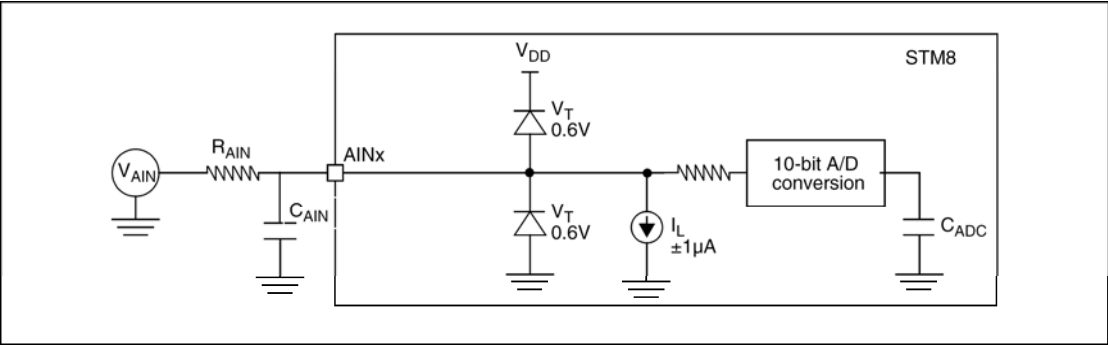 STM8
VDD
VT
0.6V
RAIN
AINx
VAIN
10-bit A/D
conversion
CAIN
VT
0.6V
IL
±1µA
CADC